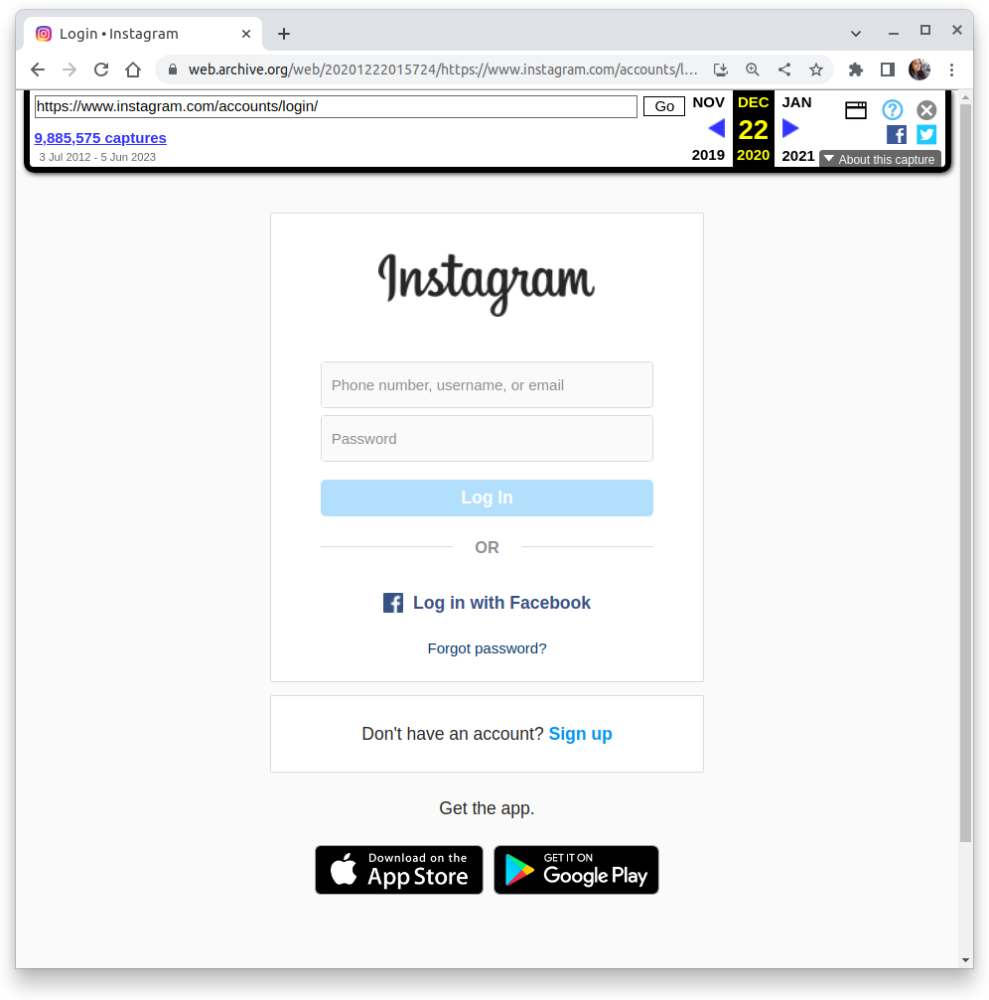 Login • Instagram
web.archive.org/web/20201222015724/https://www.instagram.com/accounts/l…
https://www.instagram.com/accounts/login/
Go
NOV
DEC
JAN
9,885,575 captures
22
3 Jul 2012 - 5 Jun 2023
2019
2020
2021
About this capture
Instagram
Phone number, username, or email
Password
Log In
OR
Log in with Facebook
Forgot password?
Don't have an account? Sign up
Get the app.
Download on the
App Store
GET IT ON
Google Play